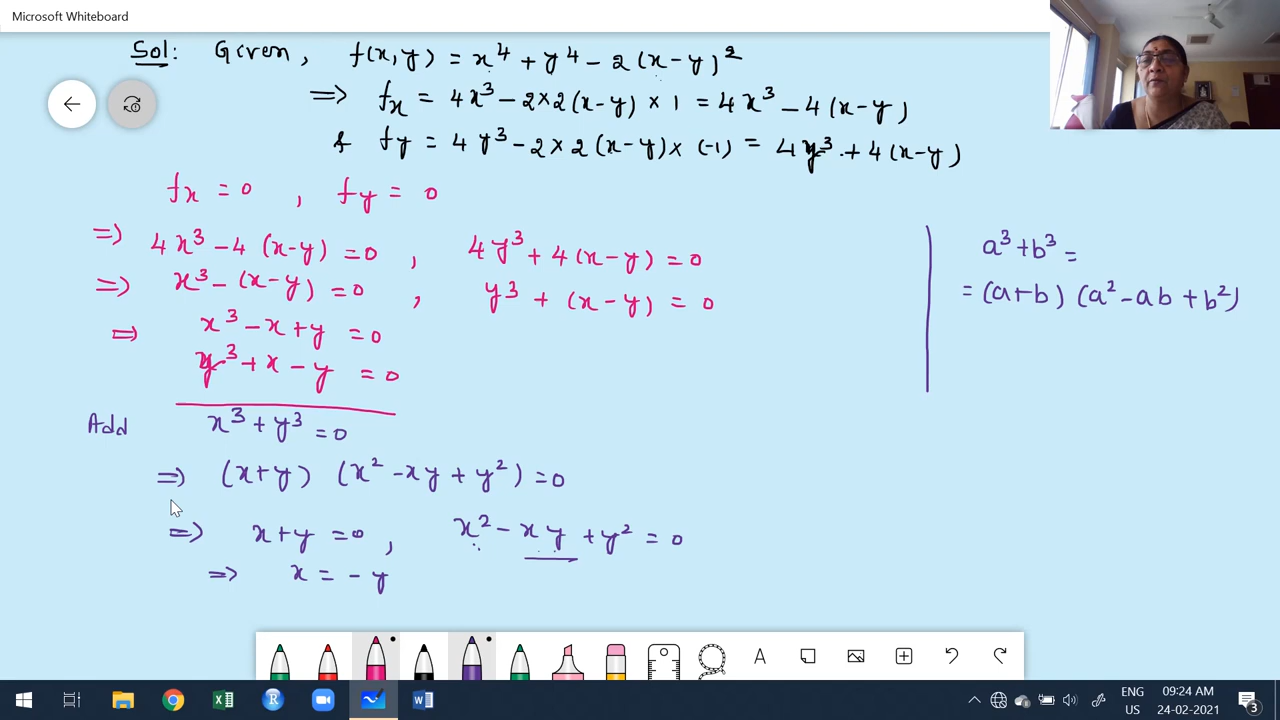 Microsoft Whiteboard
Sol: Given, f(x,y) = x⁴ + y⁴ - 2(x-y)²
⇒ fx = 4x³ - 2×2(x-y) × 1 = 4x³ - 4(x-y)
& fy = 4y³ - 2×2(x-y)× (-1) = 4y³ + 4(x-y)
fx = 0 , fy = 0
⇒ 4x³ - 4(x-y) = 0 , 4y³ + 4(x-y) = 0
⇒ x³ - (x-y) = 0 , y³ + (x-y) = 0
⇒ x³ - x + y = 0
y³ + x - y = 0
Add x³ + y³ = 0
⇒ (x+y) (x² - xy + y²) = 0
⇒ x+y = 0 , x² - xy + y² = 0
⇒ x = - y
a³ + b³ =
= (a+b) (a² - ab + b²)
A
ENG
US
09:24 AM
24-02-2021
3